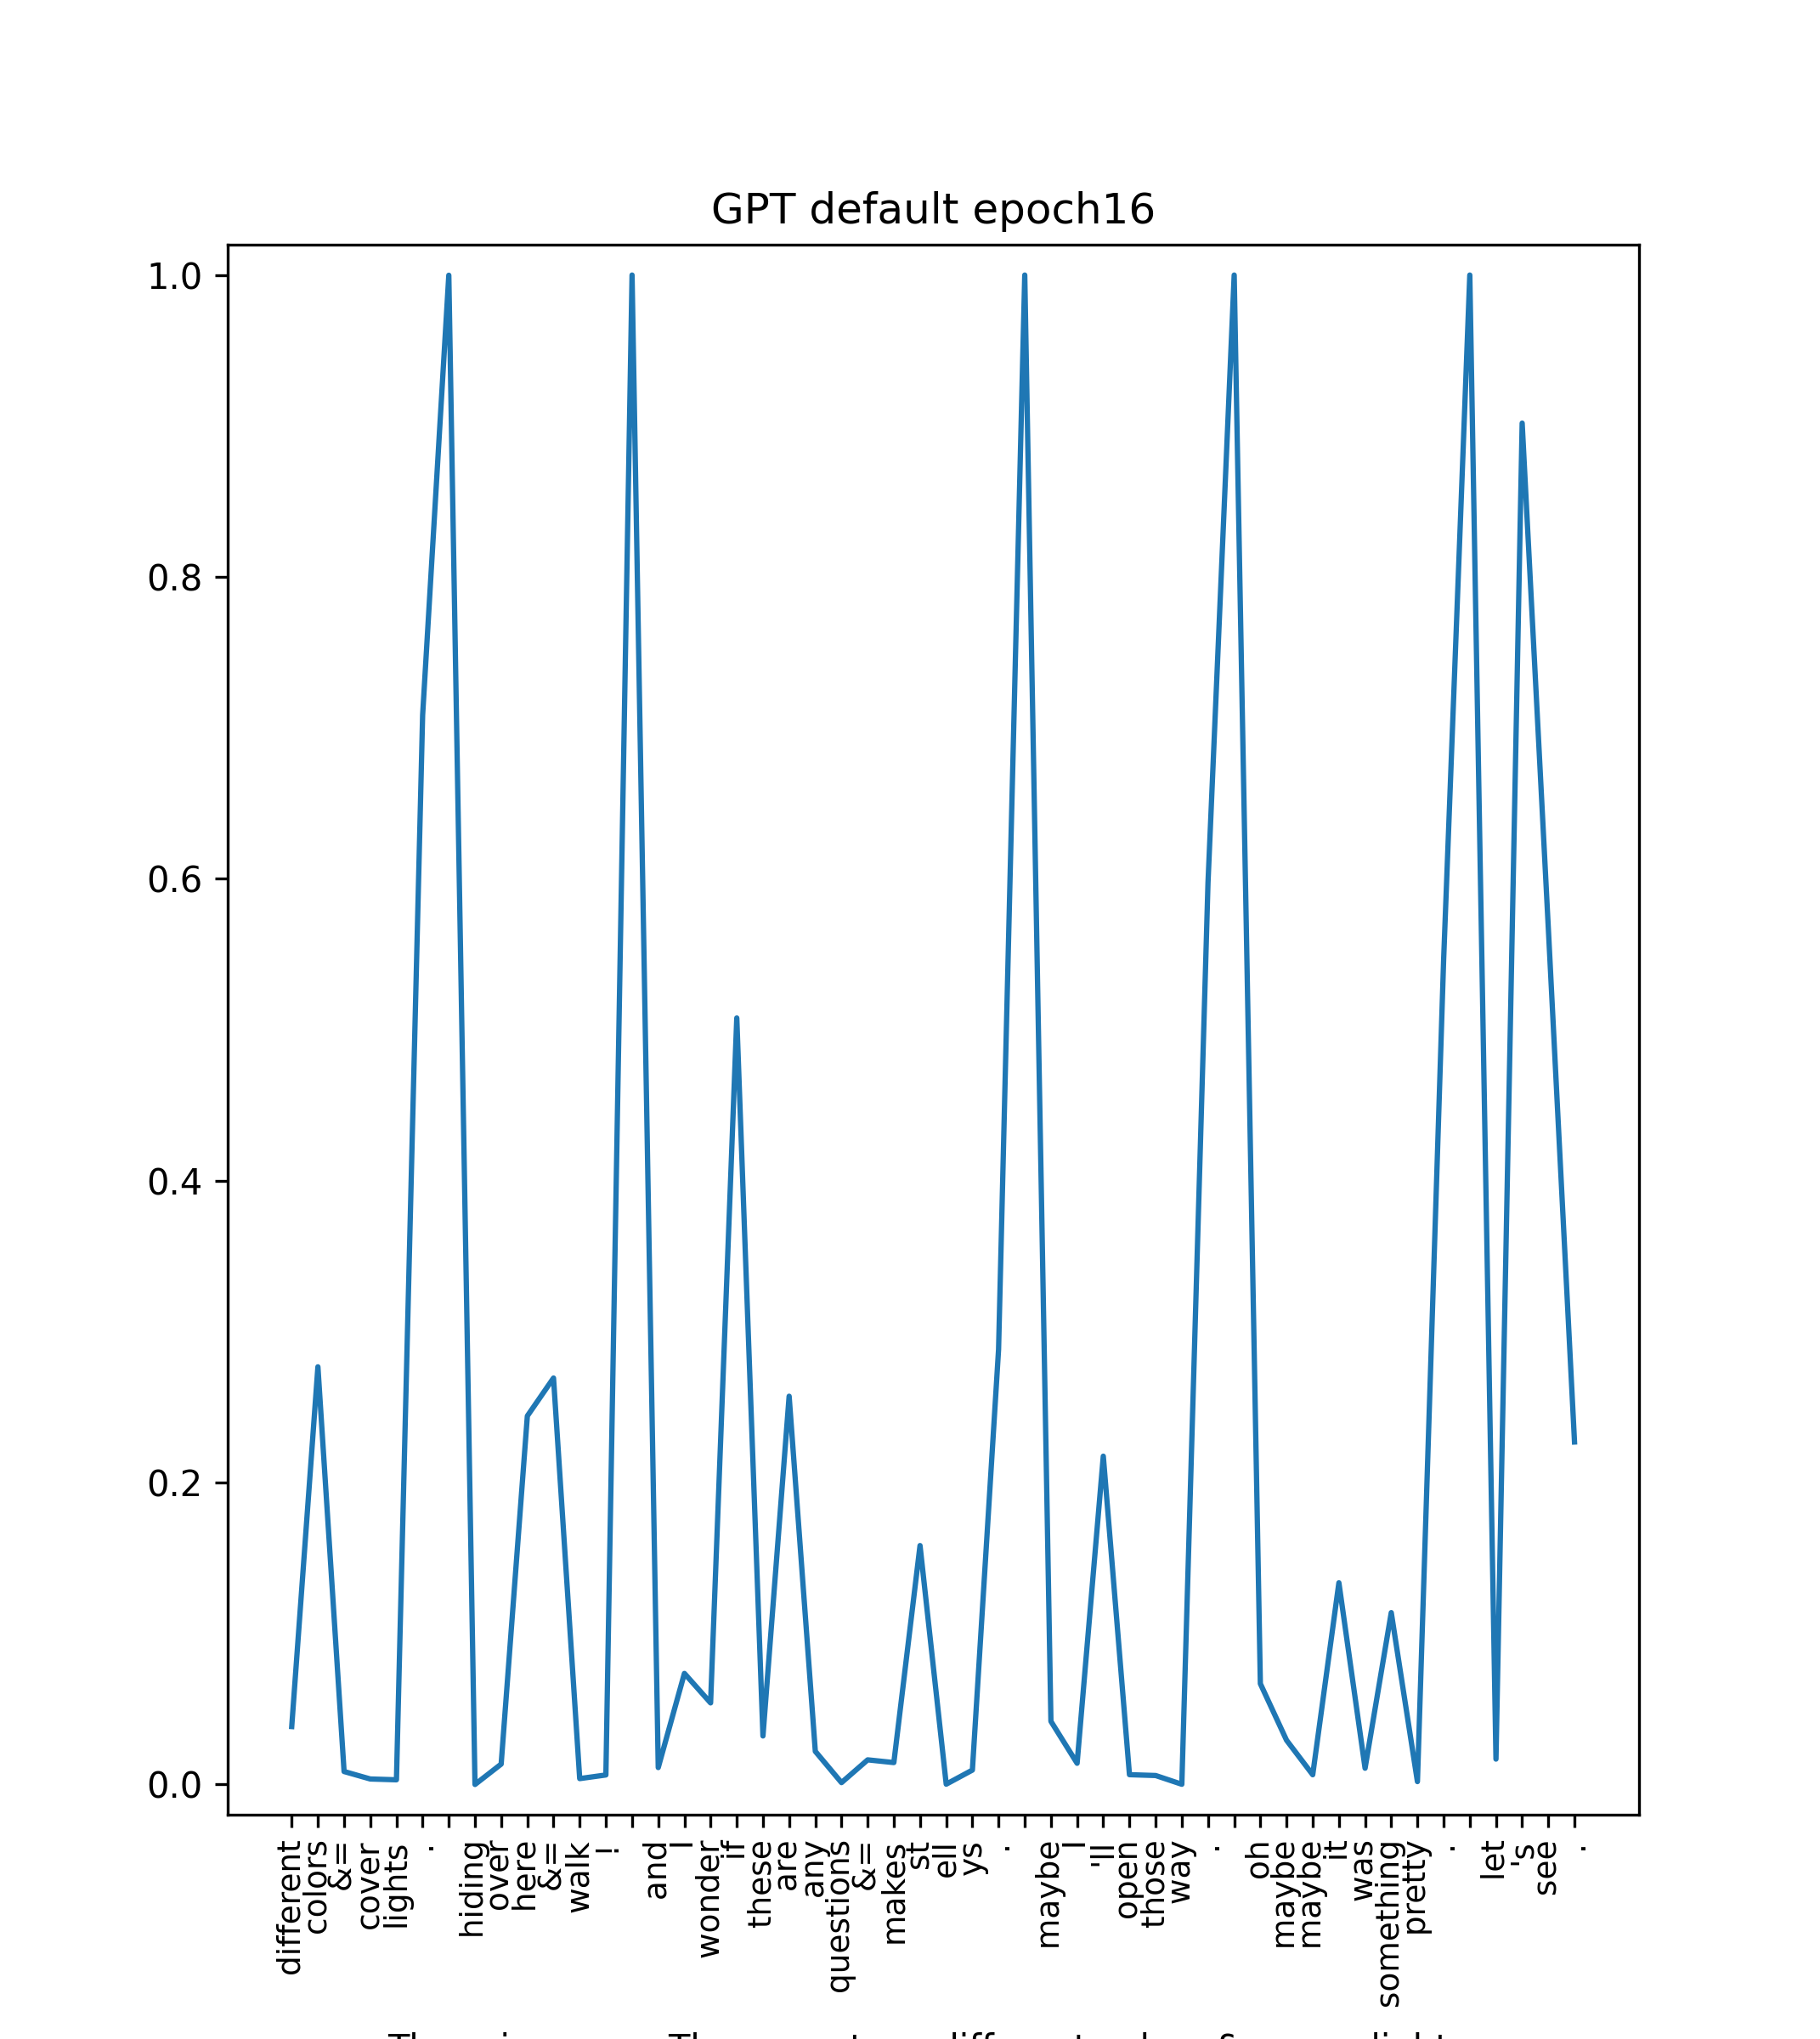 GPT default epoch16
1.0
0.8
0.6
0.4
0.2
0.0
different
colors
&=
cover
lights
.
hiding
over
here
&=
walk
!
and
I
wonder
if
these
are
any
questions
&=
makes
st
ell
ys
.
maybe
I
'll
open
those
way
.
oh
maybe
maybe
it
was
something
pretty
.
let
's
see
.